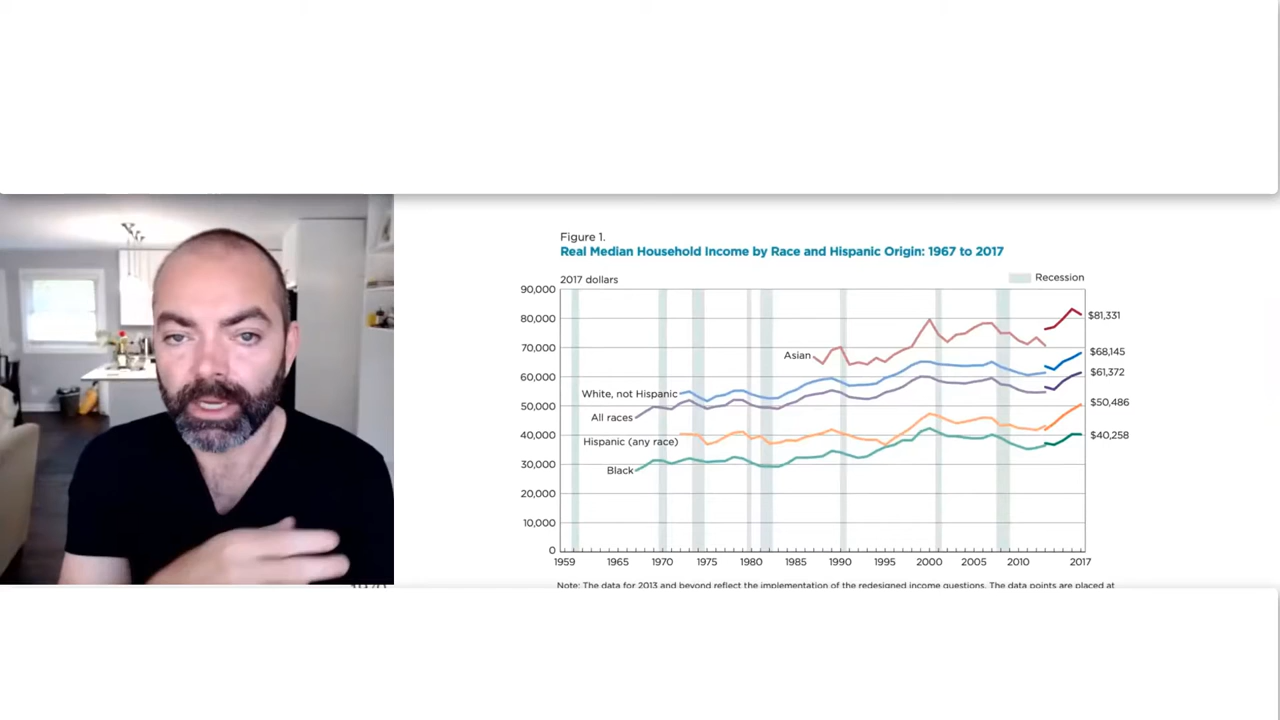 Figure 1.
Real Median Household Income by Race and Hispanic Origin: 1967 to 2017
2017 dollars
Recession
90,000
80,000
70,000
60,000
50,000
40,000
30,000
20,000
10,000
0
Asian
White, not Hispanic
All races
Hispanic (any race)
Black
$81,331
$68,145
$61,372
$50,486
$40,258
1959 1965 1970 1975 1980 1985 1990 1995 2000 2005 2010 2017
Note: The data for 2013 and beyond reflect the implementation of the redesigned income questions. The data points are placed at